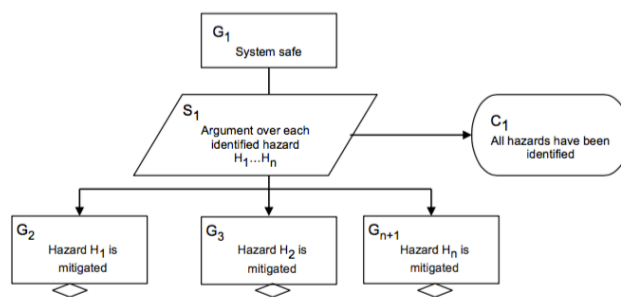 G1
System safe
S1
Argument over each
identified hazard
H1...Hn
C1
All hazards have been
identified
G2
Hazard H1 is
mitigated
G3
Hazard H2 is
mitigated
Gn+1
Hazard Hn is
mitigated